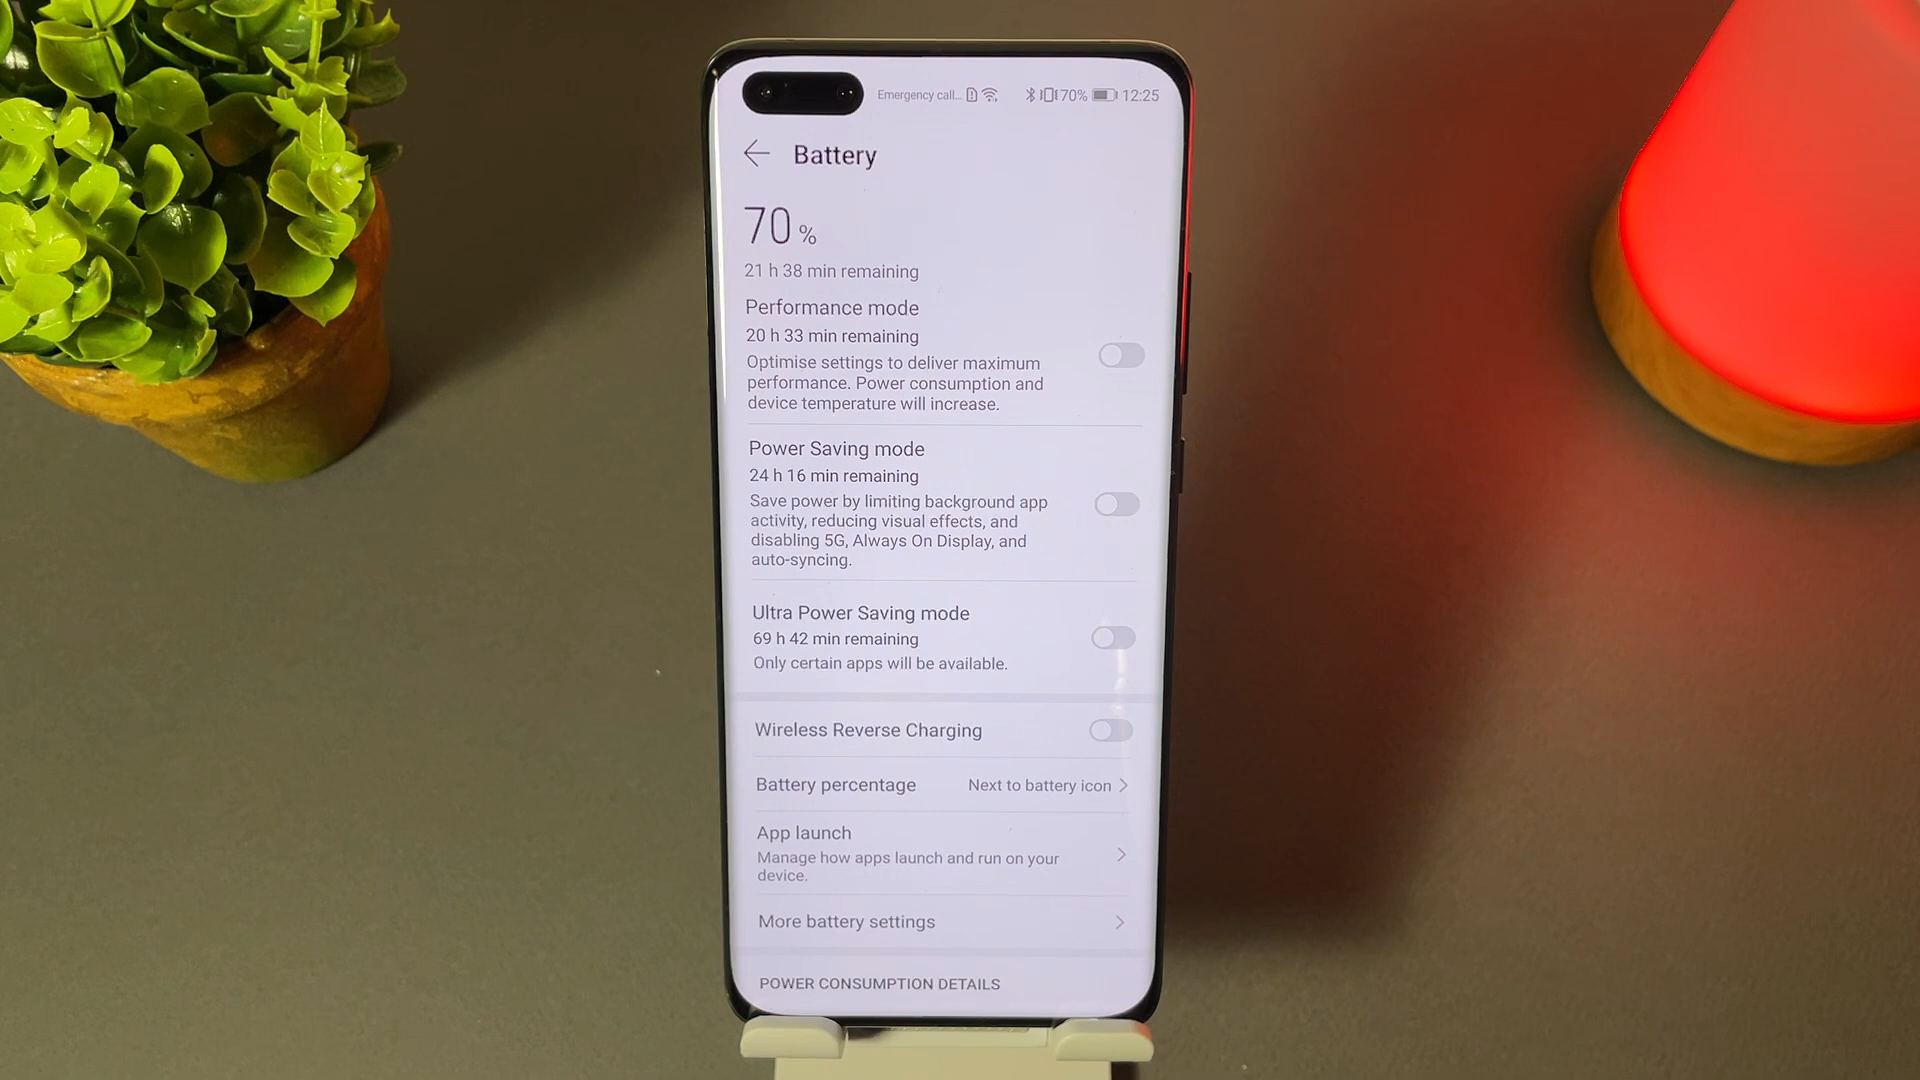 Emergency call... 70% 12:25
Battery
70 %
21 h 38 min remaining
Performance mode
20 h 33 min remaining
Optimise settings to deliver maximum
performance. Power consumption and
device temperature will increase.
Power Saving mode
24 h 16 min remaining
Save power by limiting background app
activity, reducing visual effects, and
disabling 5G, Always On Display, and
auto-syncing.
Ultra Power Saving mode
69 h 42 min remaining
Only certain apps will be available.
Wireless Reverse Charging
Battery percentage Next to battery icon
App launch
Manage how apps launch and run on your
device.
More battery settings
POWER CONSUMPTION DETAILS